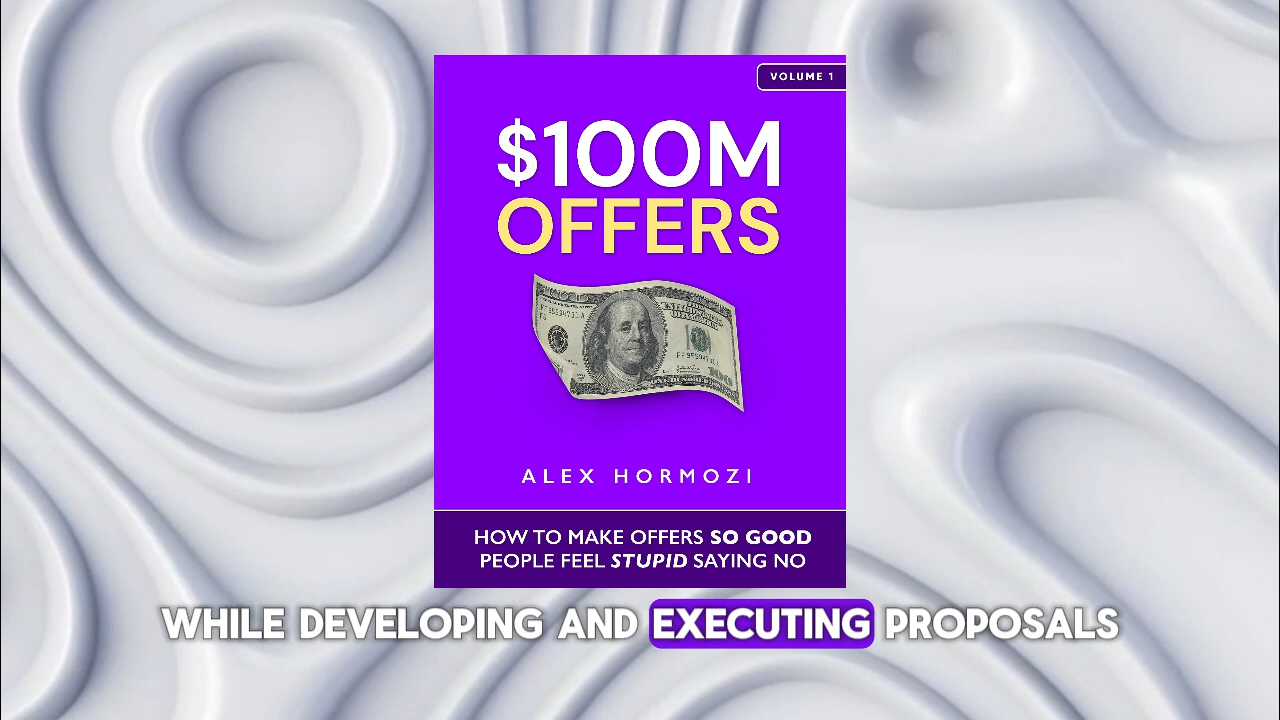 VOLUME 1
$100M
OFFERS
ALEX HORMOZI
HOW TO MAKE OFFERS SO GOOD
PEOPLE FEEL STUPID SAYING NO
WHILE DEVELOPING AND EXECUTING PROPOSALS